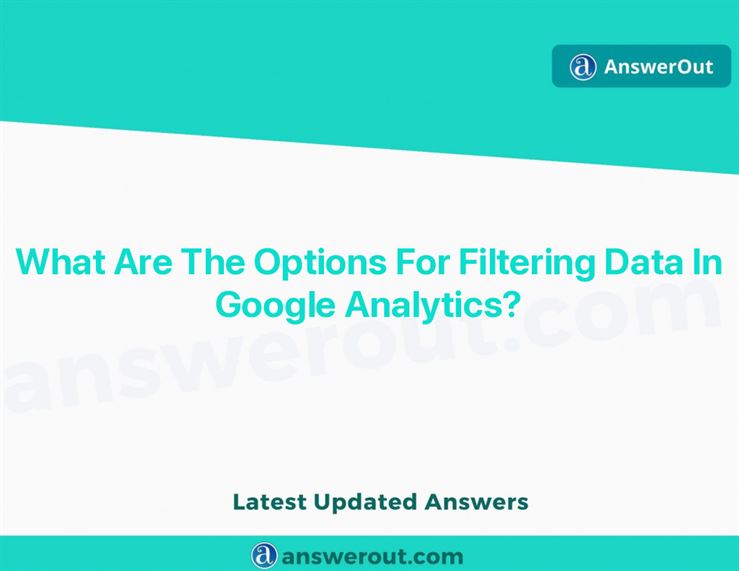 a AnswerOut
What Are The Options For Filtering Data In
Google Analytics?
answerout.com
Latest Updated Answers
a answerout.com